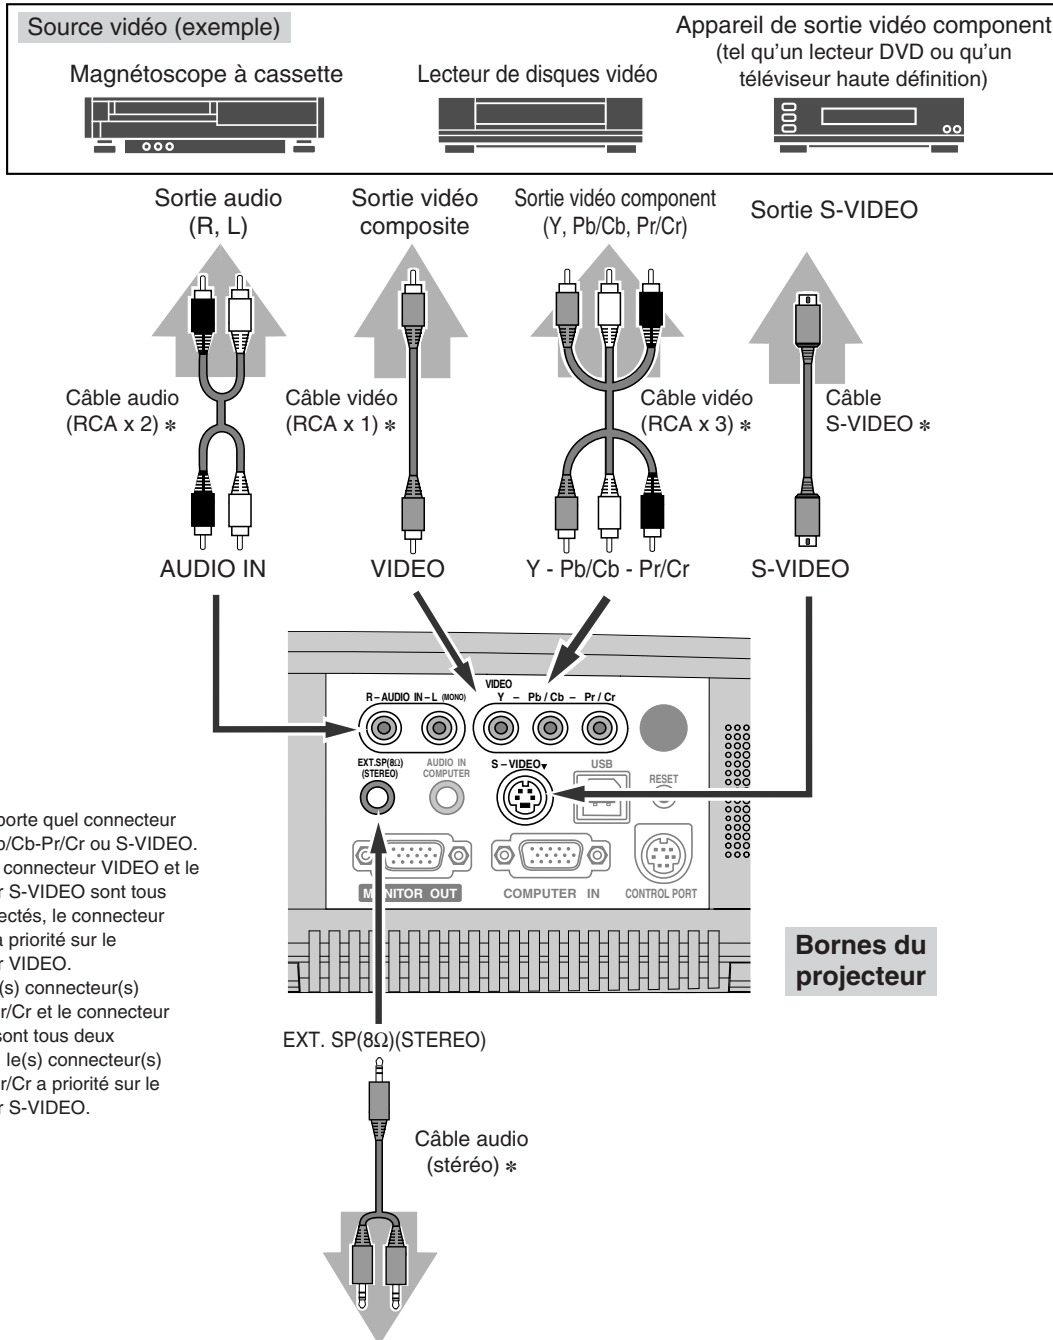 Source vidéo (exemple)
Magnétoscope à cassette
Lecteur de disques vidéo
Appareil de sortie vidéo component
(tel qu'un lecteur DVD ou qu'un
téléviseur haute définition)
Sortie audio
(R, L)
Sortie vidéo
composite
Sortie vidéo component
(Y, Pb/Cb, Pr/Cr)
Sortie S-VIDEO
Câble audio
(RCA x 2) ✻
Câble vidéo
(RCA x 1) ✻
Câble vidéo
(RCA x 3) ✻
Câble
S-VIDEO ✻
AUDIO IN
VIDEO
Y - Pb/Cb - Pr/Cr
S-VIDEO
VIDEO
R – AUDIO IN – L (MONO)
Y – Pb / Cb – Pr / Cr
EXT.SP(8Ω)
(STEREO)
AUDIO IN
COMPUTER
S – VIDEO▼
USB
RESET
MONITOR OUT
COMPUTER IN
CONTROL PORT
porte quel connecteur
b/Cb-Pr/Cr ou S-VIDEO.
connecteur VIDEO et le
r S-VIDEO sont tous
ectés, le connecteur
a priorité sur le
r VIDEO.
(s) connecteur(s)
r/Cr et le connecteur
sont tous deux
le(s) connecteur(s)
r/Cr a priorité sur le
r S-VIDEO.
Bornes du
projecteur
EXT. SP(8Ω)(STEREO)
Câble audio
(stéréo) ✻